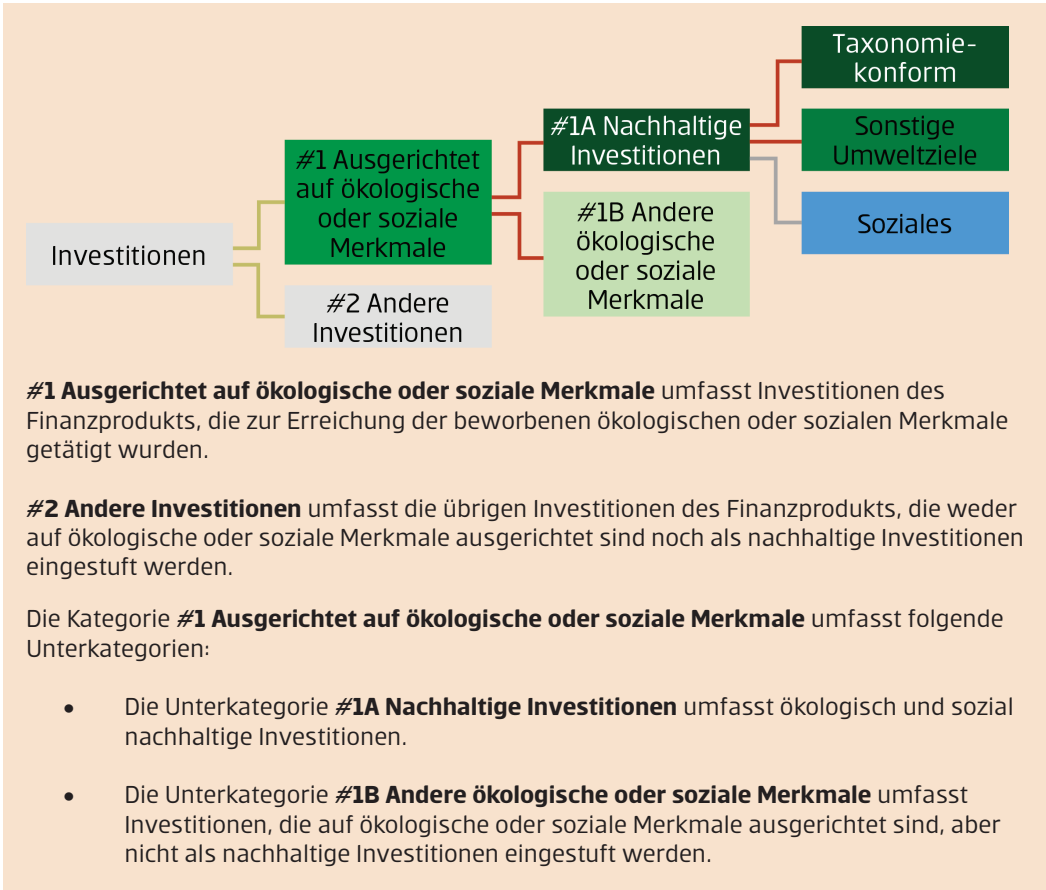 Taxonomie-
konform
#1A Nachhaltige
Investitionen
Sonstige
Umweltziele
#1 Ausgerichtet
auf ökologische
oder soziale
Merkmale
#1B Andere
ökologische
oder soziale
Merkmale
Soziales
Investitionen
#2 Andere
Investitionen
#1 Ausgerichtet auf ökologische oder soziale Merkmale umfasst Investitionen des
Finanzprodukts, die zur Erreichung der beworbenen ökologischen oder sozialen Merkmale
getätigt wurden.
#2 Andere Investitionen umfasst die übrigen Investitionen des Finanzprodukts, die weder
auf ökologische oder soziale Merkmale ausgerichtet sind noch als nachhaltige Investitionen
eingestuft werden.
Die Kategorie #1 Ausgerichtet auf ökologische oder soziale Merkmale umfasst folgende
Unterkategorien:
• Die Unterkategorie #1A Nachhaltige Investitionen umfasst ökologisch und sozial
nachhaltige Investitionen.
• Die Unterkategorie #1B Andere ökologische oder soziale Merkmale umfasst
Investitionen, die auf ökologische oder soziale Merkmale ausgerichtet sind, aber
nicht als nachhaltige Investitionen eingestuft werden.